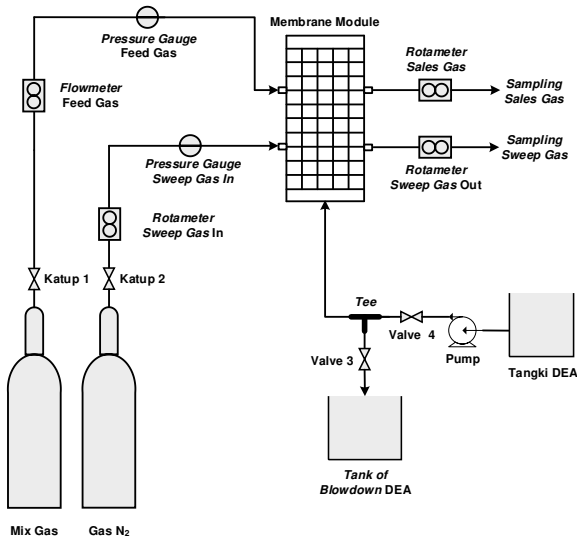 Membrane Module
Pressure Gauge
Feed Gas
Flowmeter
Feed Gas
Rotameter
Sales Gas
Sampling
Sales Gas
Pressure Gauge
Sweep Gas In
Rotameter
Sweep Gas Out
Sampling
Sweep Gas
Rotameter
Sweep Gas In
Katup 1
Katup 2
Tee
Valve 4
Valve 3
Pump
Tangki DEA
Tank of
Blowdown DEA
Mix Gas
Gas N₂